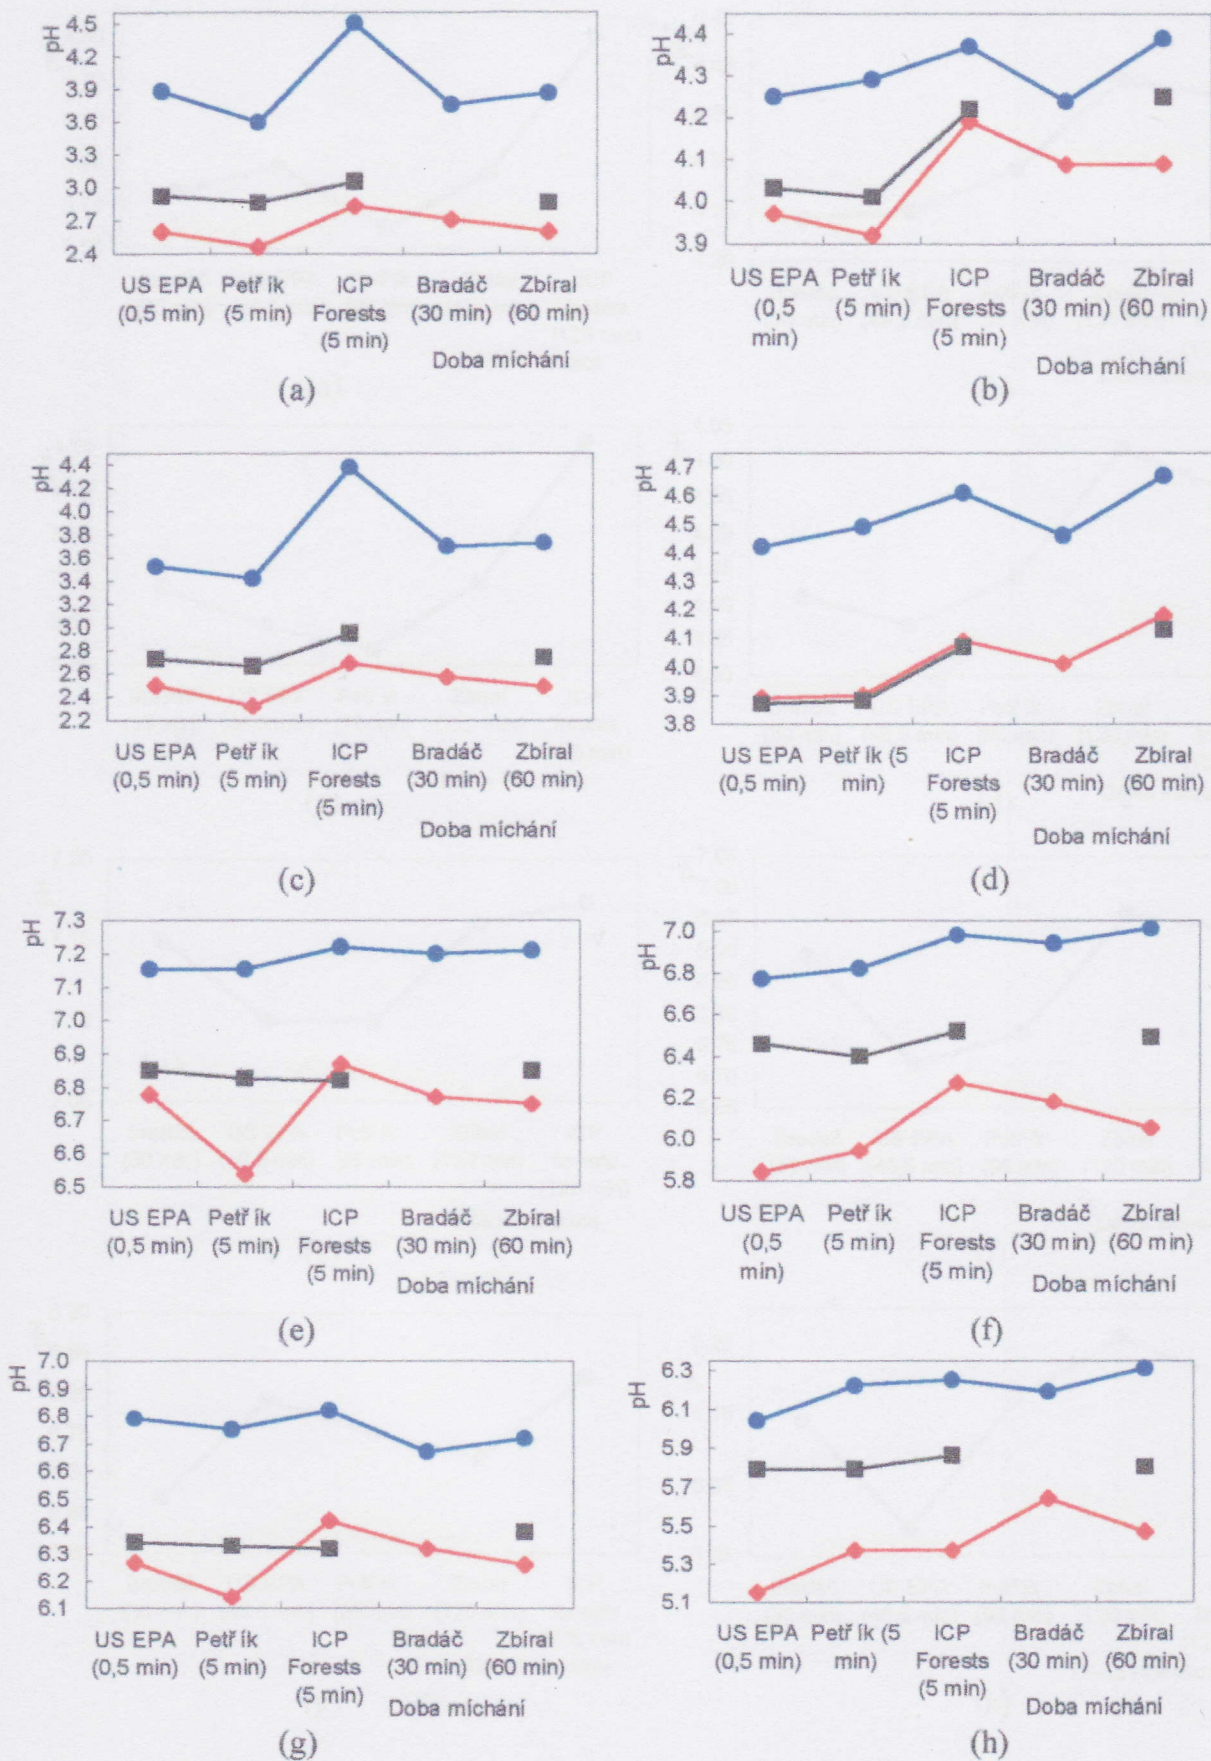 pH
4.5
4.2
3.9
3.6
3.3
3.0
2.7
2.4
US EPA Petř ík ICP Bradáč Zbíral
(0,5 min) (5 min) Forests (30 min) (60 min)
(5 min)
Doba míchání
(a)
pH
4.4
4.3
4.2
4.1
4.0
3.9
US EPA Petř ík ICP Bradáč Zbíral
(0,5 (5 min) Forests (30 min) (60 min)
min) (5 min)
Doba míchání
(b)
pH
4.4
4.2
4.0
3.8
3.6
3.4
3.2
3.0
2.8
2.6
2.4
2.2
US EPA Petř ík ICP Bradáč Zbíral
(0,5 min) (5 min) Forests (30 min) (60 min)
(5 min)
Doba míchání
(c)
pH
4.7
4.6
4.5
4.4
4.3
4.2
4.1
4.0
3.9
3.8
US EPA Petř ík (5 ICP Bradáč Zbíral
(0,5 min) min) Forests (30 min) (60 min)
(5 min)
Doba míchání
(d)
pH
7.3
7.2
7.1
7.0
6.9
6.8
6.7
6.6
6.5
US EPA Petř ík ICP Bradáč Zbíral
(0,5 min) (5 min) Forests (30 min) (60 min)
(5 min)
Doba míchání
(e)
pH
7.0
6.8
6.6
6.4
6.2
6.0
5.8
US EPA Petř ík ICP Bradáč Zbíral
(0,5 (5 min) Forests (30 min) (60 min)
min) (5 min)
Doba míchání
(f)
pH
7.0
6.9
6.8
6.7
6.6
6.5
6.4
6.3
6.2
6.1
US EPA Petř ík ICP Bradáč Zbíral
(0,5 min) (5 min) Forests (30 min) (60 min)
(5 min)
Doba míchání
(g)
pH
6.3
6.1
5.9
5.7
5.5
5.3
5.1
US EPA Petř ík (5 ICP Bradáč Zbíral
(0,5 min) min) Forests (30 min) (60 min)
(5 min)
Doba míchání
(h)